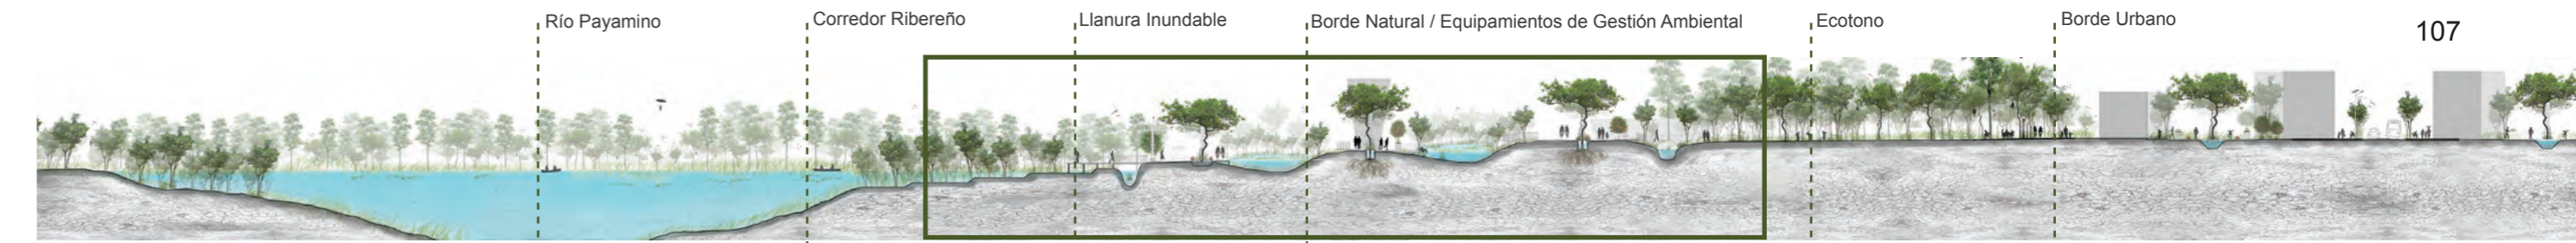 Río Payamino
Corredor Ribereño
Llanura Inundable
Borde Natural / Equipamientos de Gestión Ambiental
Ecotono
Borde Urbano
107